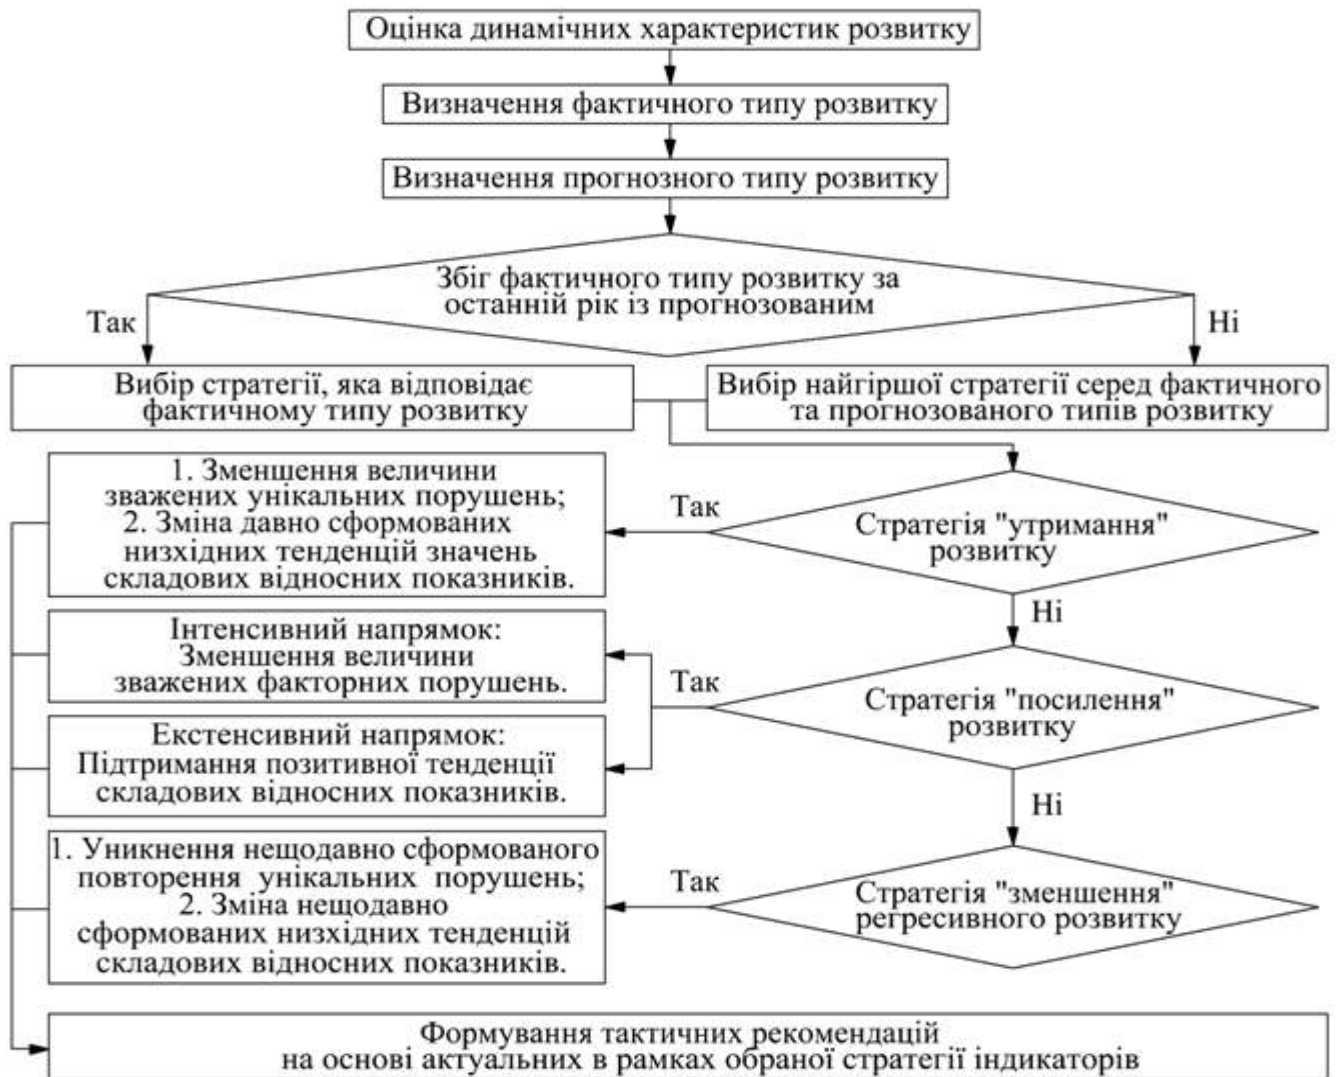 Оцінка динамічних характеристик розвитку
Визначення фактичного типу розвитку
Визначення прогнозного типу розвитку
Збіг фактичного типу розвитку за
останній рік із прогнозованим
Так
Ні
Вибір стратегії, яка відповідає
фактичному типу розвитку
Вибір найгіршої стратегії серед фактичного
та прогнозованого типів розвитку
1. Зменшення величини
зважених унікальних порушень;
2. Зміна давно сформованих
низхідних тенденцій значень
складових відносних показників.
Так
Стратегія "утримання"
розвитку
Ні
Інтенсивний напрямок:
Зменшення величини
зважених факторних порушень.
Так
Стратегія "посилення"
розвитку
Екстенсивний напрямок:
Підтримання позитивної тенденції
складових відносних показників.
Ні
1. Уникнення нещодавно сформованого
повторення унікальних порушень;
2. Зміна нещодавно
сформованих низхідних тенденцій
складових відносних показників.
Так
Стратегія "зменшення"
регресивного розвитку
Формування тактичних рекомендацій
на основі актуальних в рамках обраної стратегії індикаторів